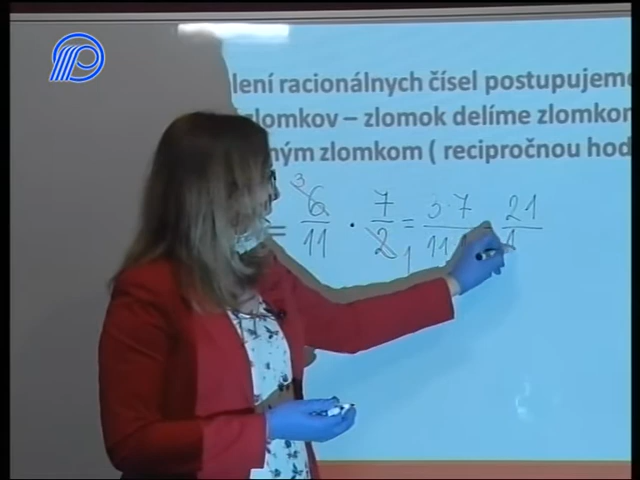 lení racionálnych čísel postupujeme
zlomkov – zlomok delíme zlomkom
ným zlomkom ( recipročnou hod
= 6/11 · 7/2 = 3·7/11 21/1
3
1